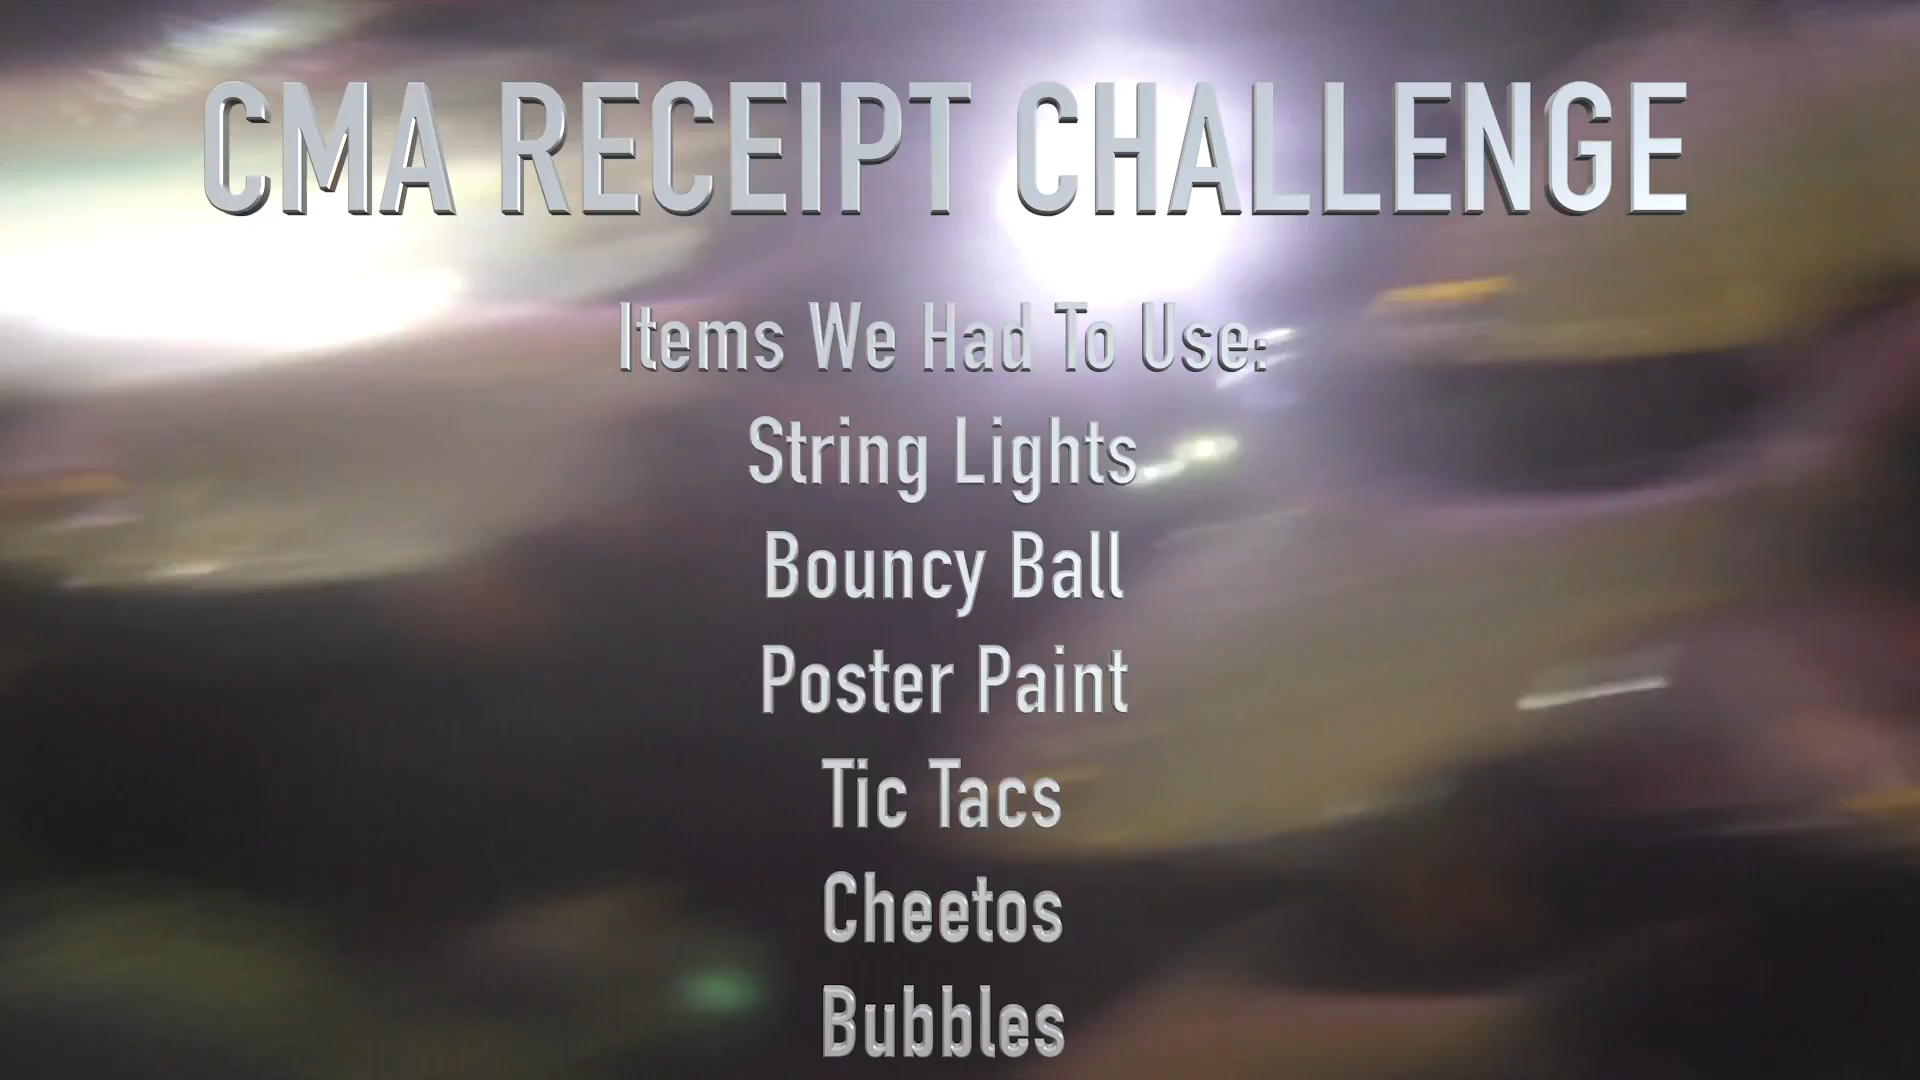 CMA RECEIPT CHALLENGE
Items We Had To Use:
String Lights
Bouncy Ball
Poster Paint
Tic Tacs
Cheetos
Bubbles